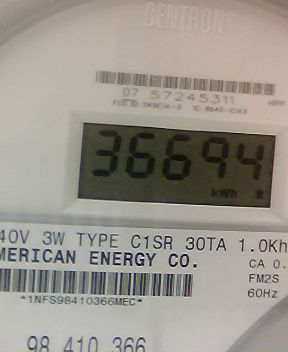 CENTRON®
07 57245311
36694
kWh
40V 3W TYPE C1SR 30TA 1.0Kh
MERICAN ENERGY CO.
CA 0.
FM2S
60Hz
*1NFS98410366MEC*
98 410 366